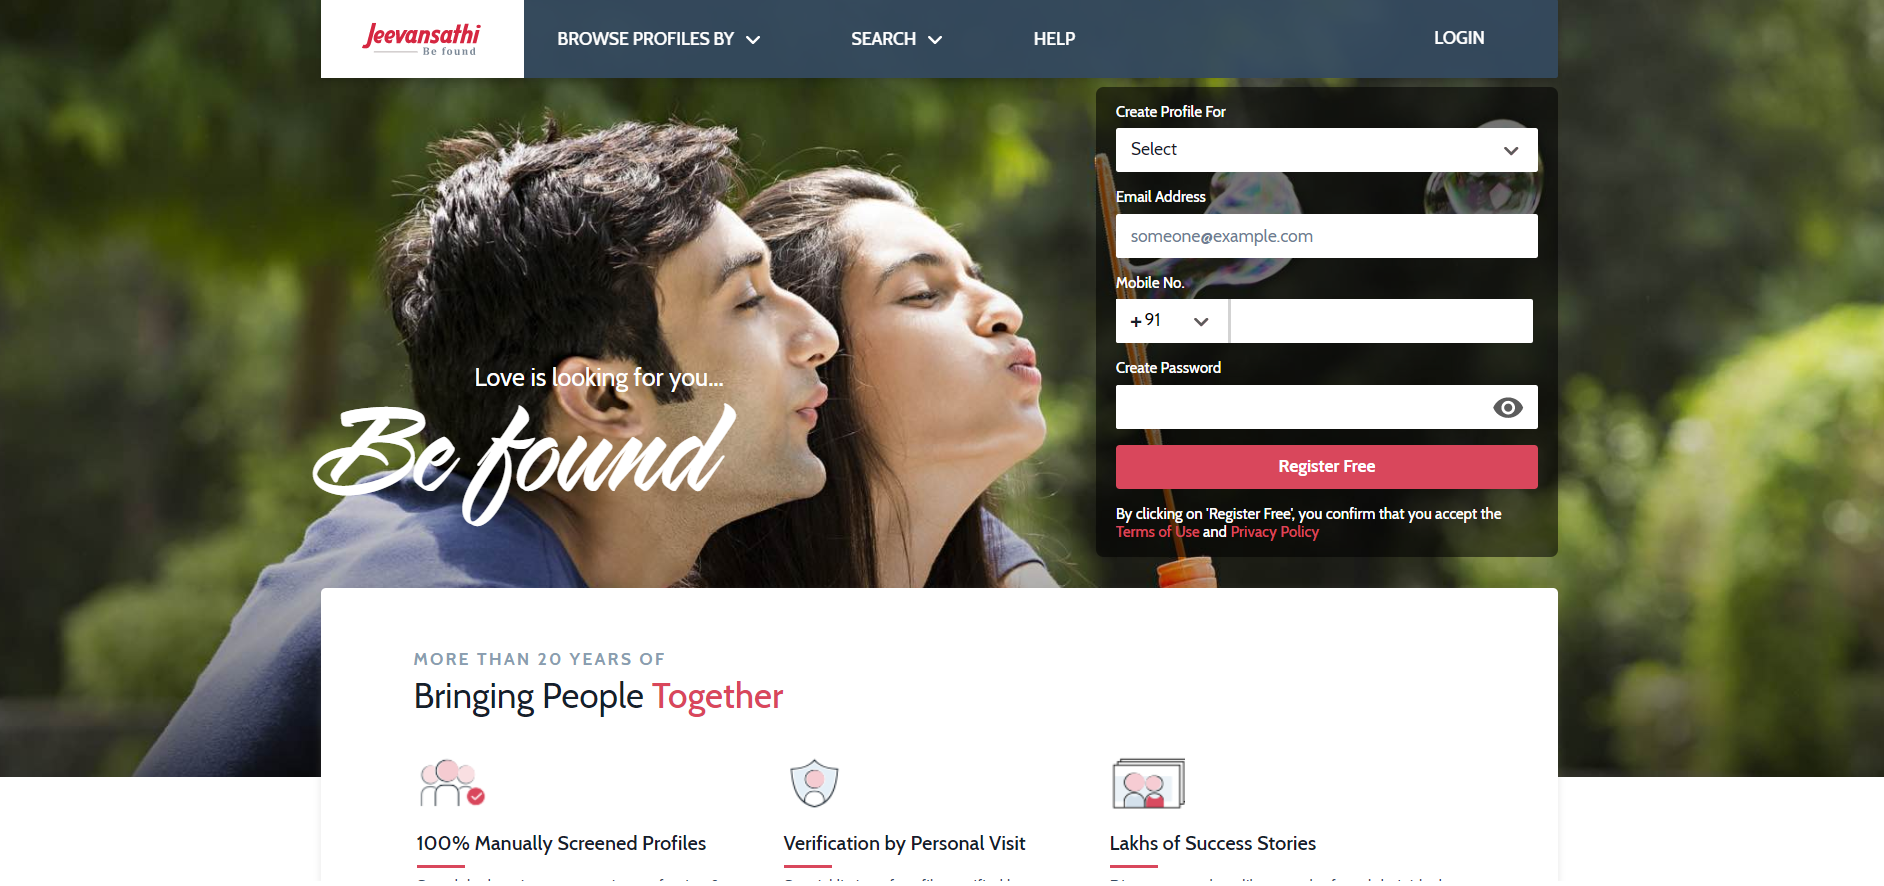 Jeevansathi
Be found
BROWSE PROFILES BY
SEARCH
HELP
LOGIN
Create Profile For
Select
Email Address
someone@example.com
Mobile No.
+91
Create Password
Register Free
By clicking on 'Register Free', you confirm that you accept the
Terms of Use and Privacy Policy
Love is looking for you...
Be found
MORE THAN 20 YEARS OF
Bringing People Together
100% Manually Screened Profiles
Verification by Personal Visit
Lakhs of Success Stories